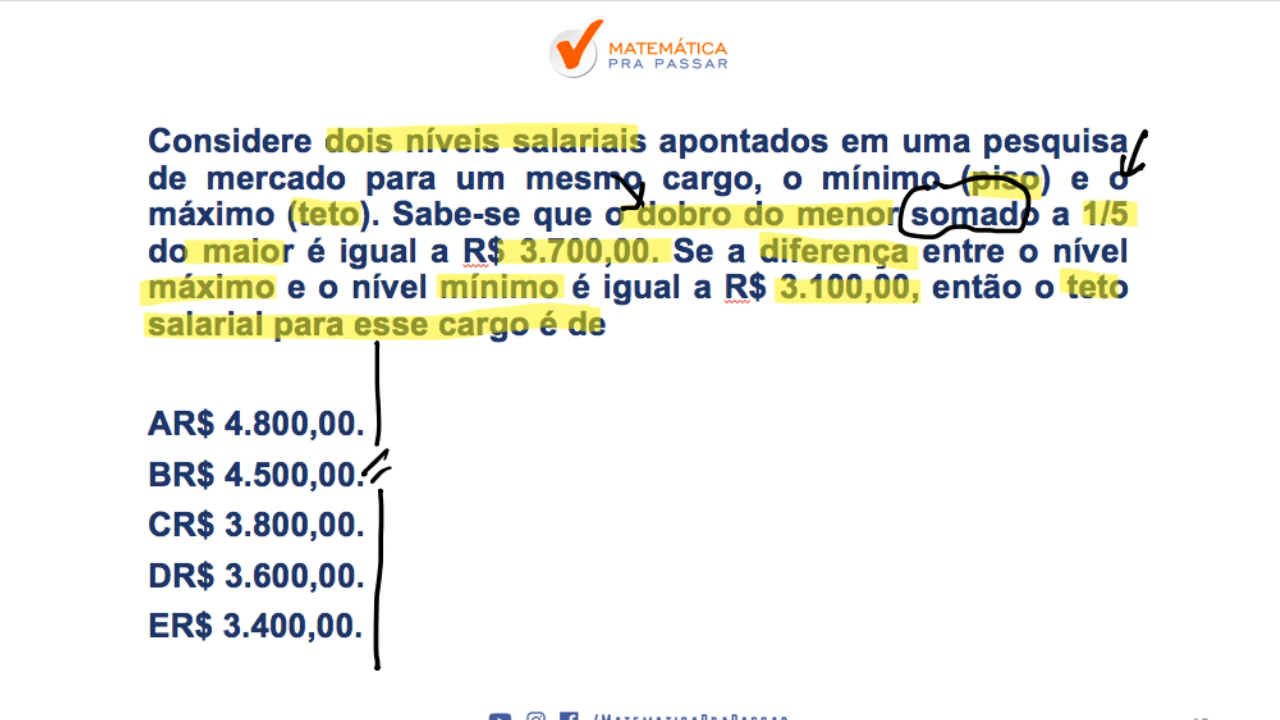 MATEMÁTICA
PRA PASSAR
Considere dois níveis salariais apontados em uma pesquisa
de mercado para um mesmo cargo, o mínimo (piso) e o
máximo (teto). Sabe-se que o dobro do menor somado a 1/5
do maior é igual a R$ 3.700,00. Se a diferença entre o nível
máximo e o nível mínimo é igual a R$ 3.100,00, então o teto
salarial para esse cargo é de
AR$ 4.800,00.
BR$ 4.500,00.
CR$ 3.800,00.
DR$ 3.600,00.
ER$ 3.400,00.
/MATEMATICAPRAPASSAR